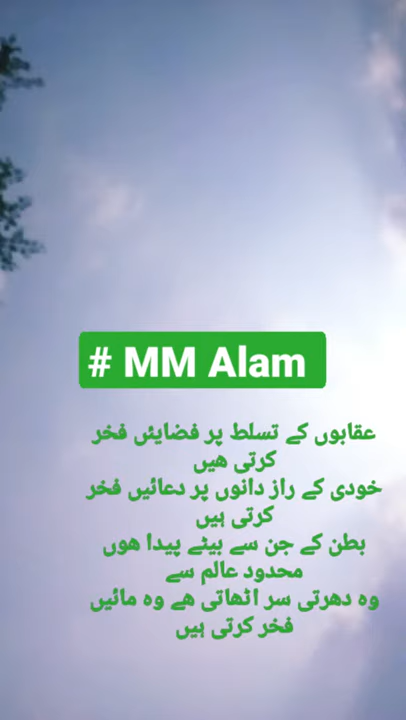 # MM Alam
عقابوں کے تسلط پر فضایئں فخر
کرتی ھیں
خودی کے راز دانوں پر دعائیں فخر
کرتی ہیں
بطن کے جن سے بیٹے پیدا ھوں
محدود عالم سے
وہ دھرتی سر اٹھاتی ھے وہ مائیں
فخر کرتی ہیں